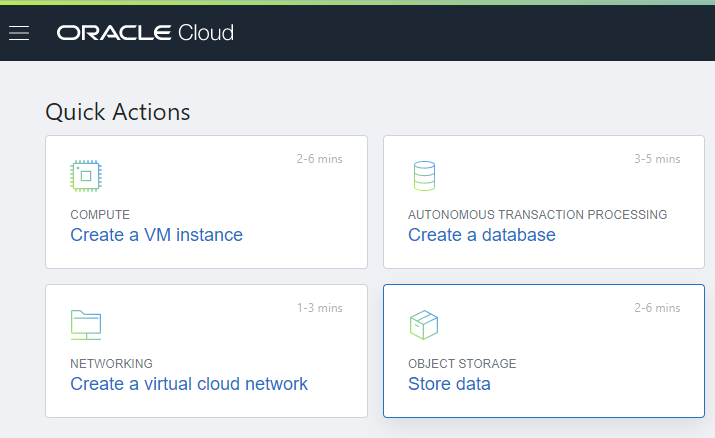 ORACLE Cloud
Quick Actions
2-6 mins
COMPUTE
Create a VM instance
3-5 mins
AUTONOMOUS TRANSACTION PROCESSING
Create a database
1-3 mins
NETWORKING
Create a virtual cloud network
2-6 mins
OBJECT STORAGE
Store data